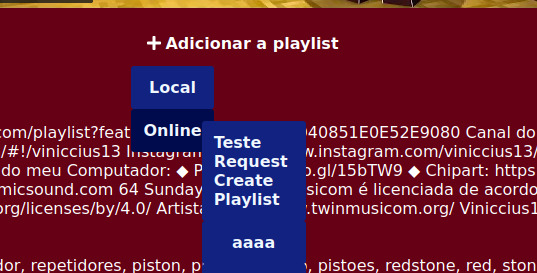 Adicionar a playlist
Local
Online
Teste
Request
Create
Playlist
aaaa
com/playlist?feat 040851E0E52E9080 Canal do
/#!/viniccius13 Instagram w.instagram.com/viniccius13/
do meu Computador: ◆ P o.gl/15bTW9 ◆ Chipart: https
micsound.com 64 Sunday sicom é licenciada de acordo
org/licenses/by/4.0/ Artista .twinmusicom.org/ Viniccius1
dor, repetidores, piston, p , pistoes, redstone, red, ston